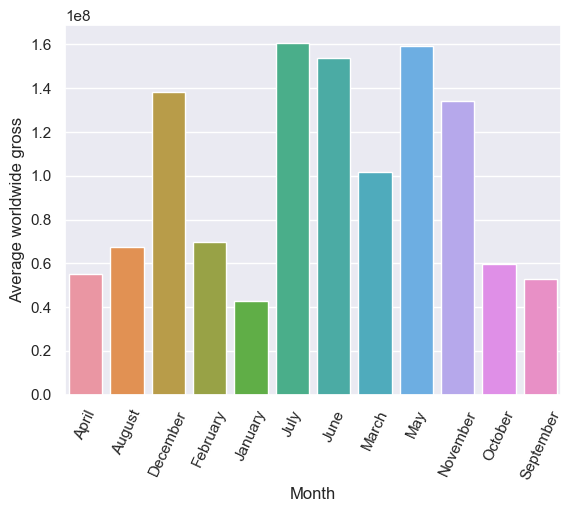 1e8
Average worldwide gross
1.6
1.4
1.2
1.0
0.8
0.6
0.4
0.2
0.0
April
August
December
February
January
July
June
March
May
November
October
September
Month